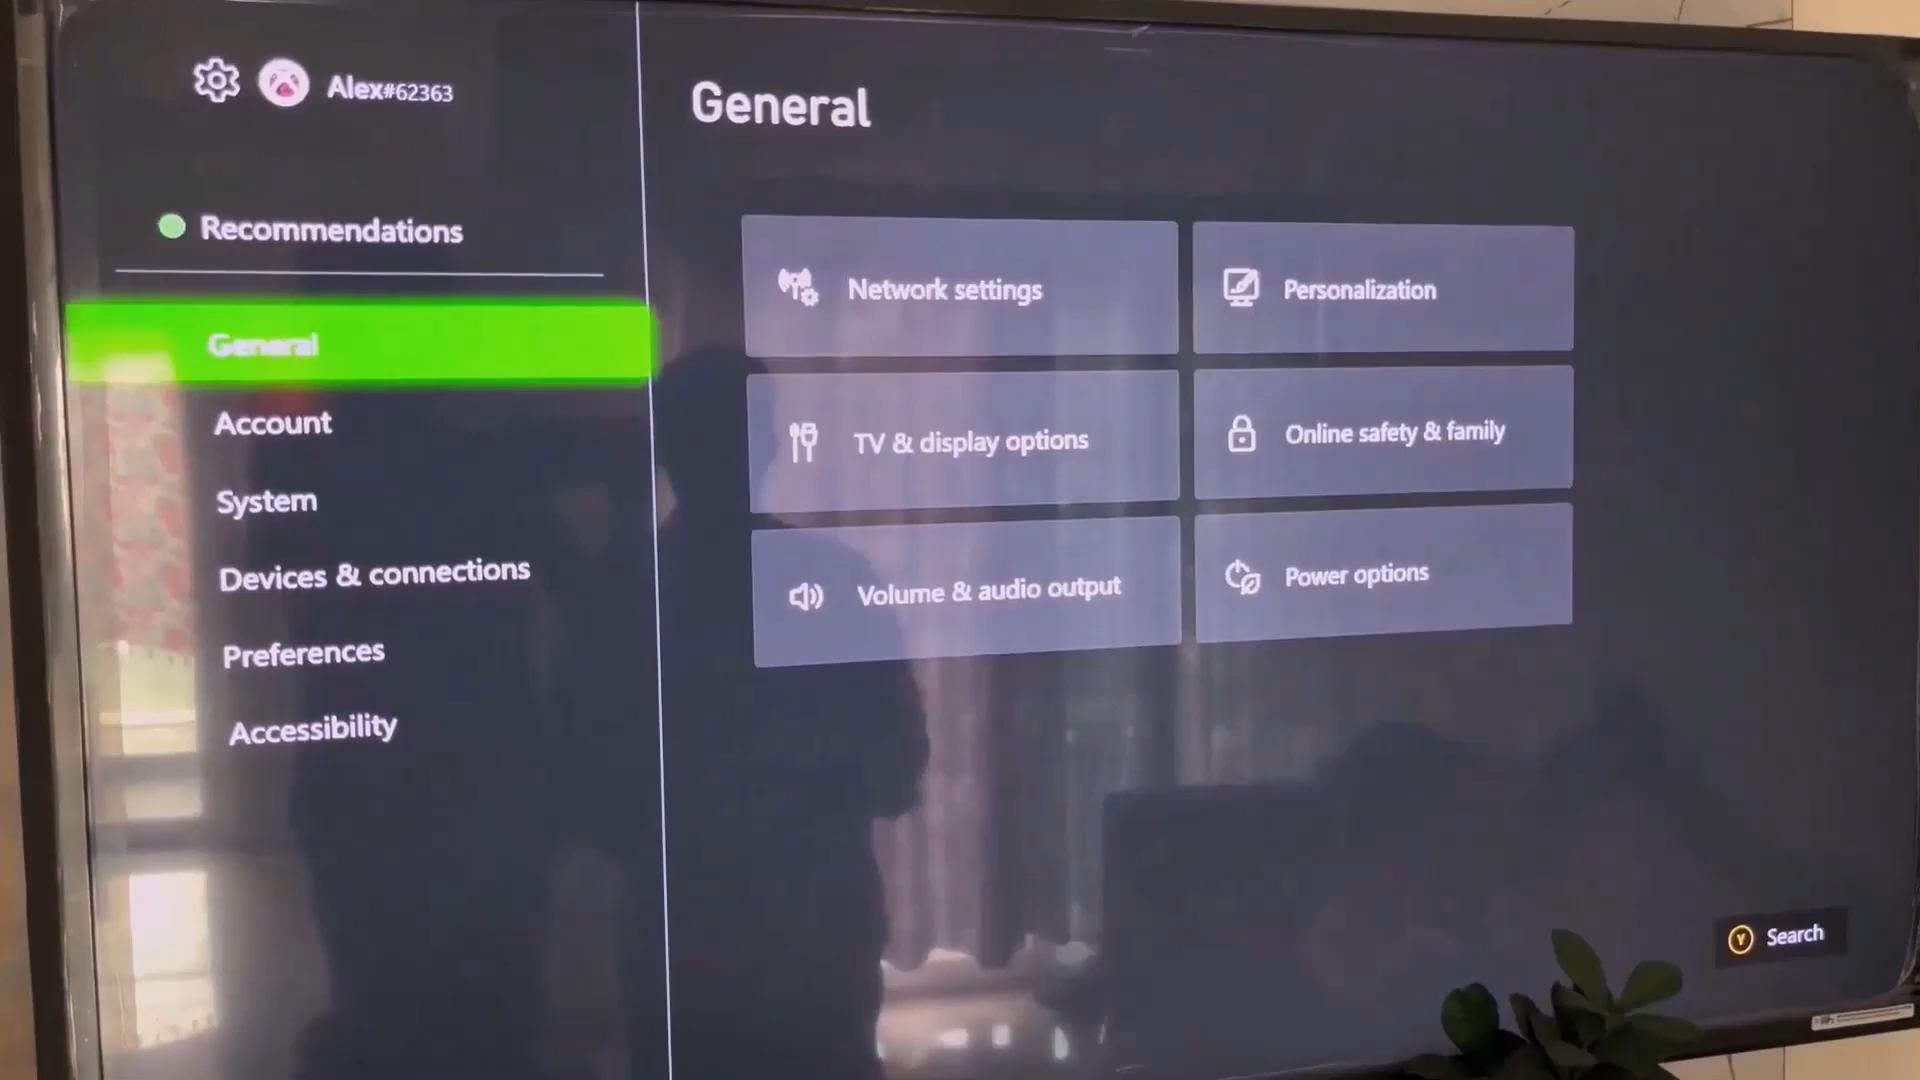 Alex#62363
General
Recommendations
General
Account
System
Devices & connections
Preferences
Accessibility
Network settings
Personalization
TV & display options
Online safety & family
Volume & audio output
Power options
Y Search